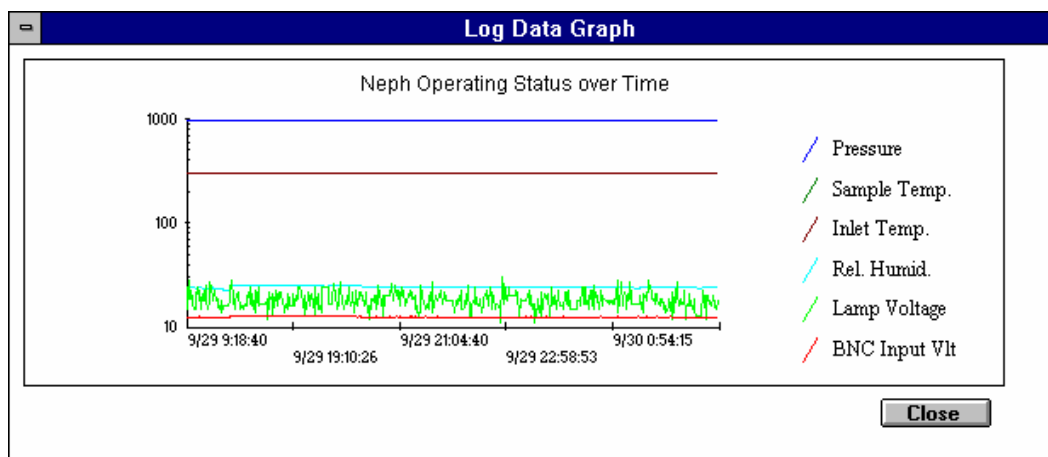 Log Data Graph
Neph Operating Status over Time
1000
100
10
9/29 9:18:40
9/29 21:04:40
9/30 0:54:15
9/29 19:10:26
9/29 22:58:53
Pressure
Sample Temp.
Inlet Temp.
Rel. Humid.
Lamp Voltage
BNC Input Vlt
Close